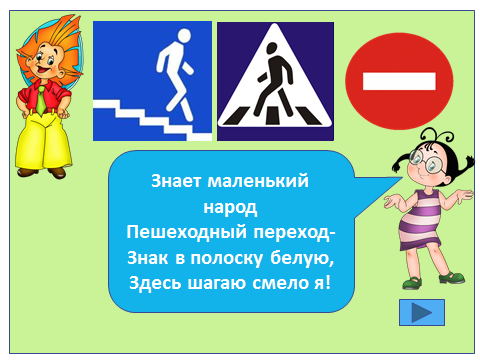 Знает маленький
народ
Пешеходный переход-
Знак в полоску белую,
Здесь шагаю смело я!